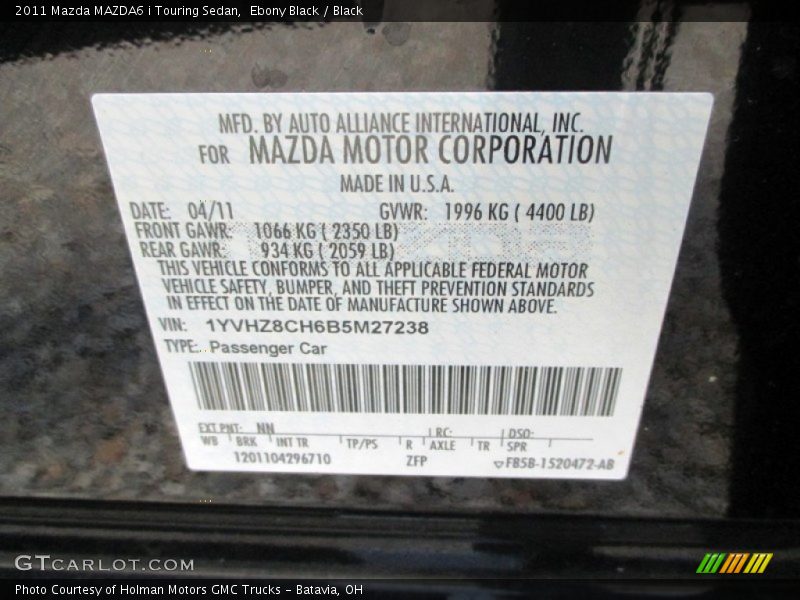 2011 Mazda MAZDA6 i Touring Sedan,  Ebony Black / Black
MFD. BY AUTO ALLIANCE INTERNATIONAL, INC.
FOR MAZDA MOTOR CORPORATION
MADE IN U.S.A.
DATE: 04/11 GVWR: 1996 KG ( 4400 LB)
FRONT GAWR: 1066 KG ( 2350 LB)
REAR GAWR: 934 KG ( 2059 LB)
THIS VEHICLE CONFORMS TO ALL APPLICABLE FEDERAL MOTOR
VEHICLE SAFETY, BUMPER, AND THEFT PREVENTION STANDARDS
IN EFFECT ON THE DATE OF MANUFACTURE SHOWN ABOVE.
VIN: 1YVHZ8CH6B5M27238
TYPE: Passenger Car
EXT PNT: NN RC: DSO:
WB BRK INT TR TP/PS R AXLE TR SPR
1201104296710 ZFP FB5B-1520472-AB
GTCARLOT.COM
Photo Courtesy of Holman Motors GMC Trucks - Batavia, OH